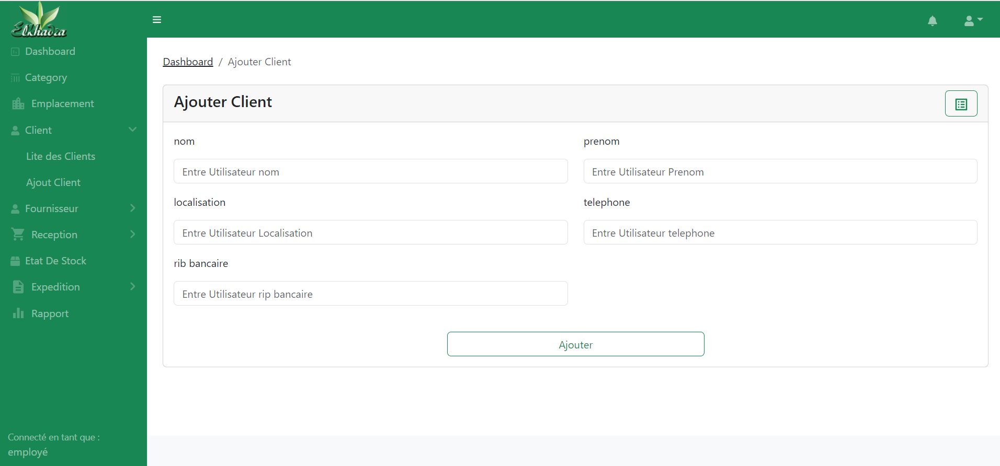 Elkhadra
Dashboard
Category
Emplacement
Client
Lite des Clients
Ajout Client
Fournisseur
Reception
Etat De Stock
Expedition
Rapport
Connecté en tant que :
employé
Dashboard / Ajouter Client
Ajouter Client
nom
prenom
Entre Utilisateur nom
Entre Utilisateur Prenom
localisation
telephone
Entre Utilisateur Localisation
Entre Utilisateur telephone
rib bancaire
Entre Utilisateur rip bancaire
Ajouter